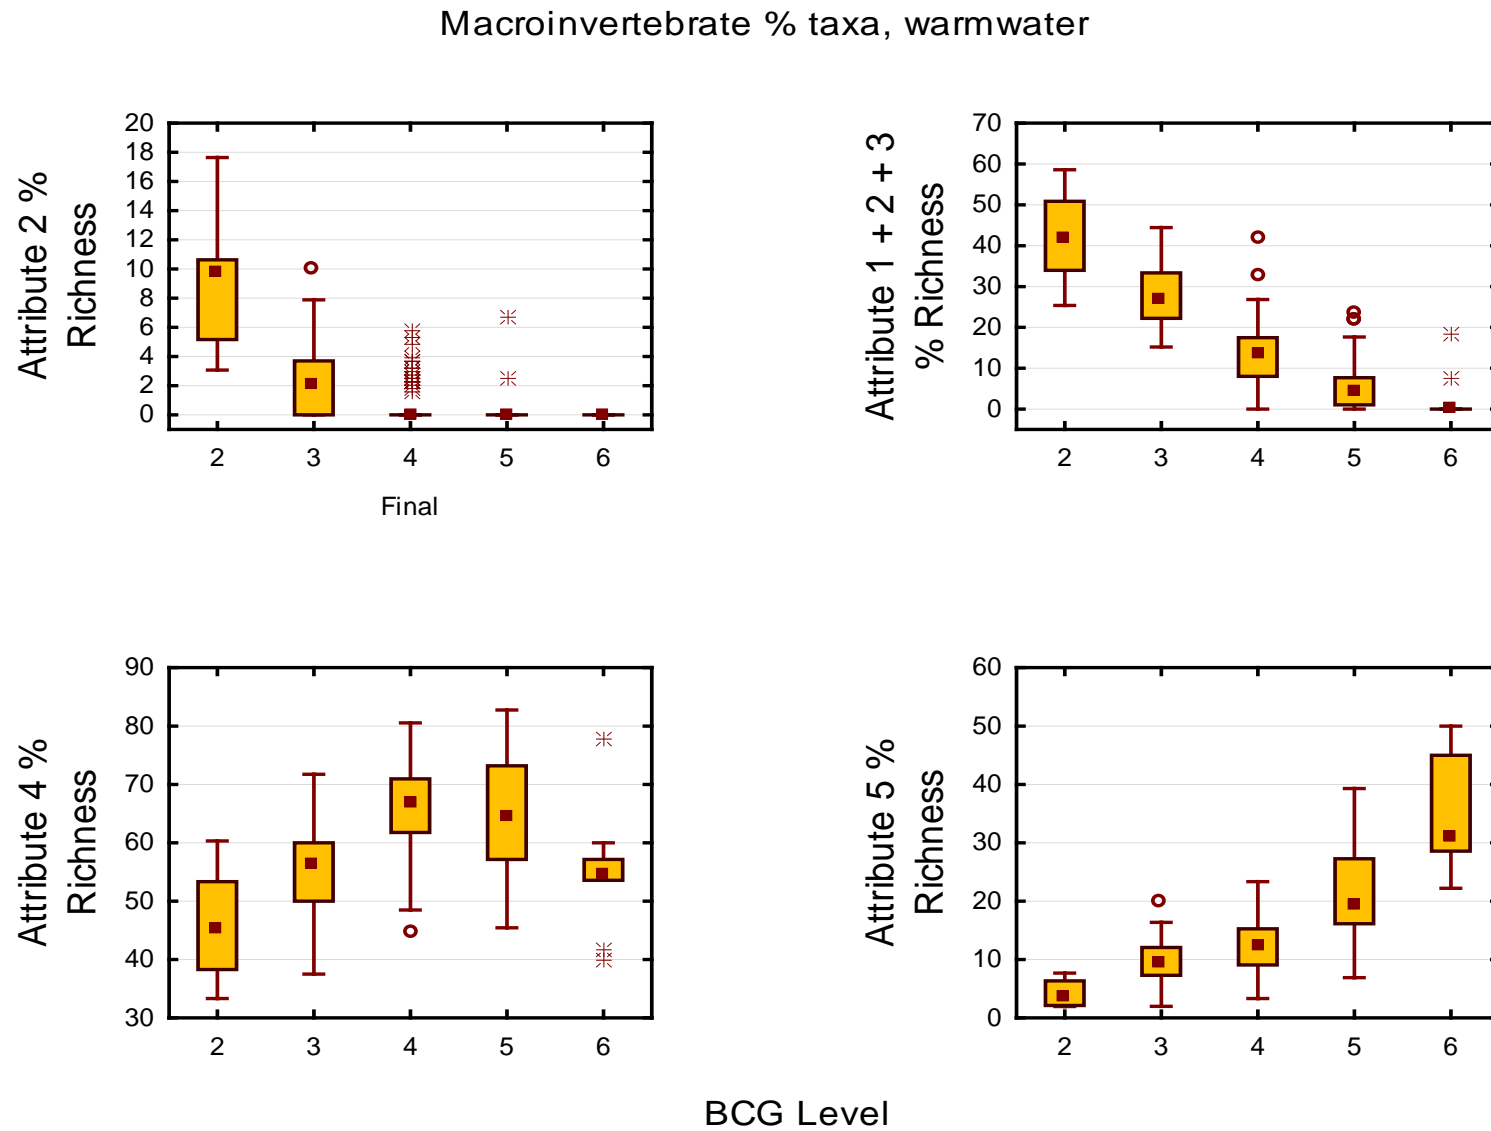 Macroinvertebrate % taxa, warmwater
Attribute 2 %
Richness
20
18
16
14
12
10
8
6
4
2
0
2 3 4 5 6
Final
Attribute 1 + 2 + 3
% Richness
70
60
50
40
30
20
10
0
2 3 4 5 6
Attribute 4 %
Richness
90
80
70
60
50
40
30
2 3 4 5 6
Attribute 5 %
Richness
60
50
40
30
20
10
0
2 3 4 5 6
BCG Level